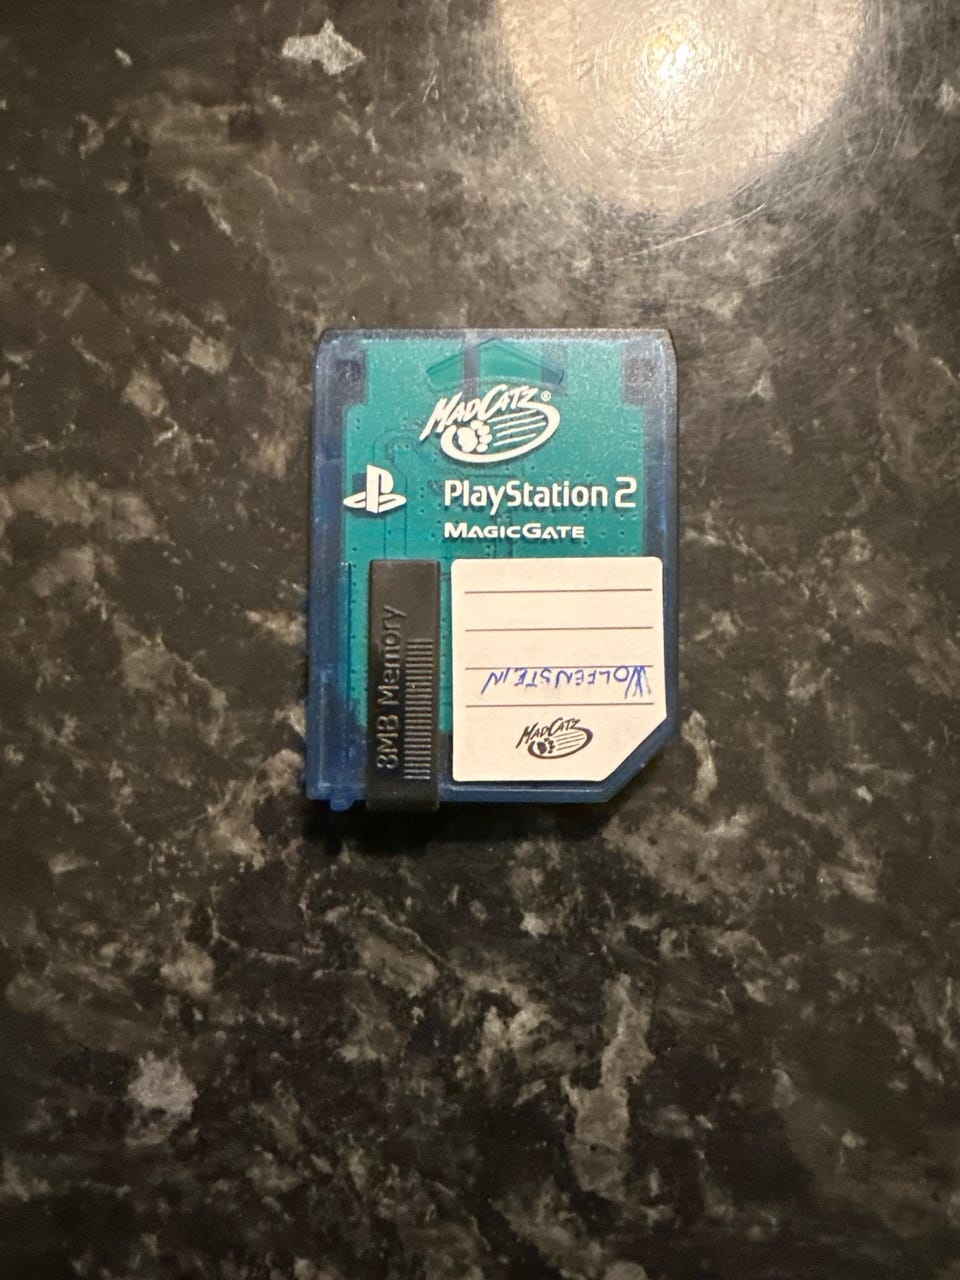 MADCATZ®
PlayStation 2
MAGICGATE
8MB Memory
WOLFENSTEIN
MADCATZ